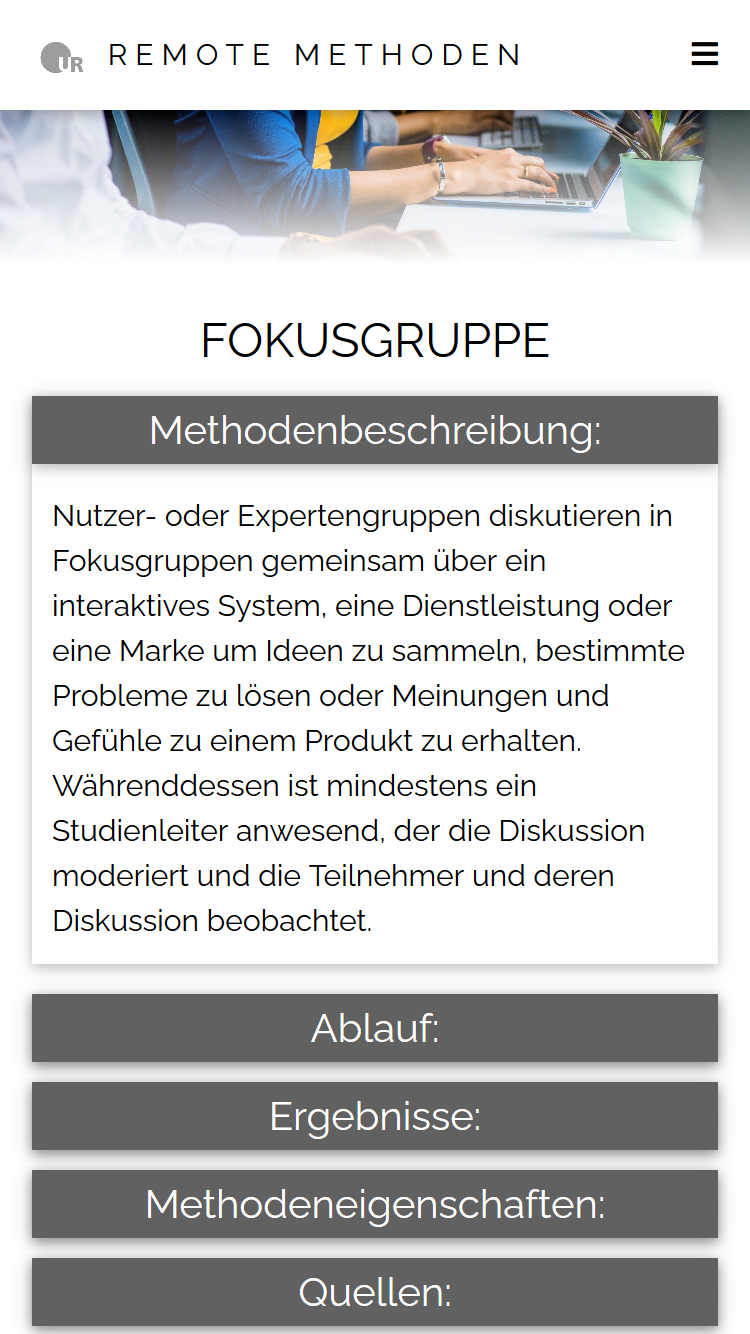 UR
REMOTE METHODEN
FOKUSGRUPPE
Methodenbeschreibung:
Nutzer- oder Expertengruppen diskutieren in
Fokusgruppen gemeinsam über ein
interaktives System, eine Dienstleistung oder
eine Marke um Ideen zu sammeln, bestimmte
Probleme zu lösen oder Meinungen und
Gefühle zu einem Produkt zu erhalten.
Währenddessen ist mindestens ein
Studienleiter anwesend, der die Diskussion
moderiert und die Teilnehmer und deren
Diskussion beobachtet.
Ablauf:
Ergebnisse:
Methodeneigenschaften:
Quellen: